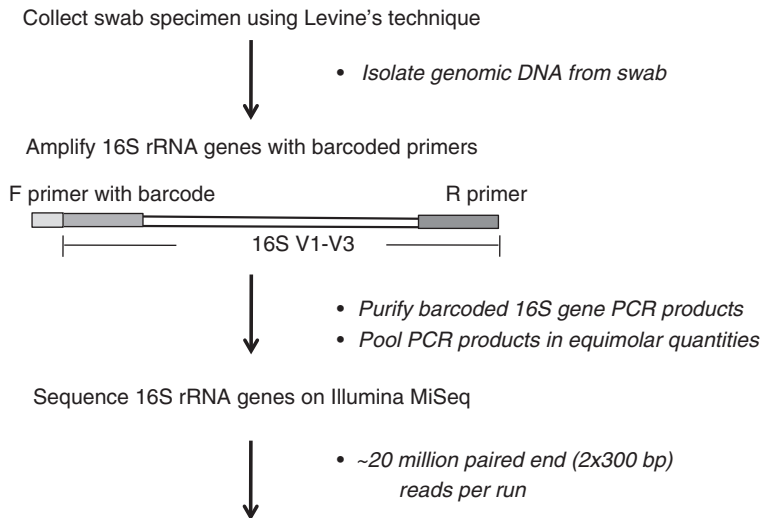 Collect swab specimen using Levine's technique
• Isolate genomic DNA from swab
Amplify 16S rRNA genes with barcoded primers
F primer with barcode
R primer
16S V1-V3
• Purify barcoded 16S gene PCR products
• Pool PCR products in equimolar quantities
Sequence 16S rRNA genes on Illumina MiSeq
• ~20 million paired end (2x300 bp)
reads per run